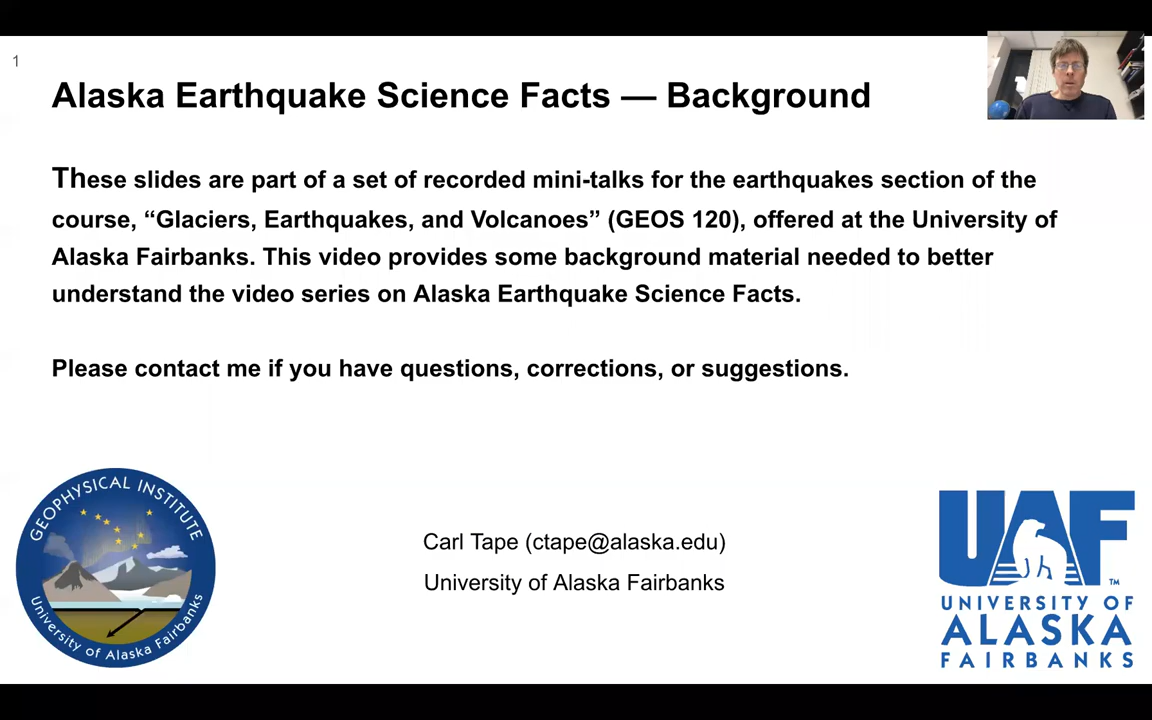 1
Alaska Earthquake Science Facts — Background
These slides are part of a set of recorded mini-talks for the earthquakes section of the
course, “Glaciers, Earthquakes, and Volcanoes” (GEOS 120), offered at the University of
Alaska Fairbanks. This video provides some background material needed to better
understand the video series on Alaska Earthquake Science Facts.
Please contact me if you have questions, corrections, or suggestions.
GEOPHYSICAL INSTITUTE
University of Alaska Fairbanks
Carl Tape (ctape@alaska.edu)
University of Alaska Fairbanks
UAF
TM
UNIVERSITY OF
ALASKA
FAIRBANKS